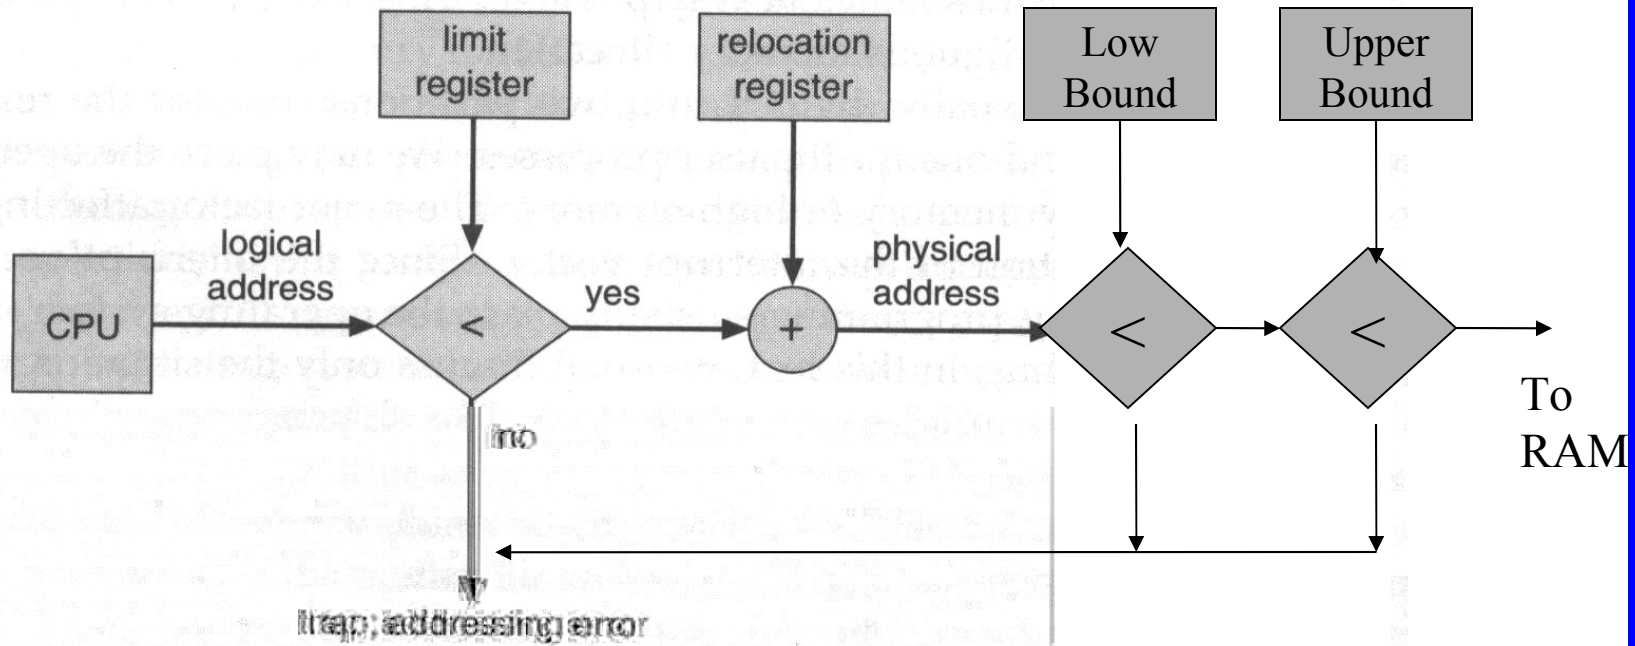 limit
register
relocation
register
Low
Bound
Upper
Bound
logical
address
physical
address
CPU
<
yes
+
<
<
no
To
RAM
trap; addressing error